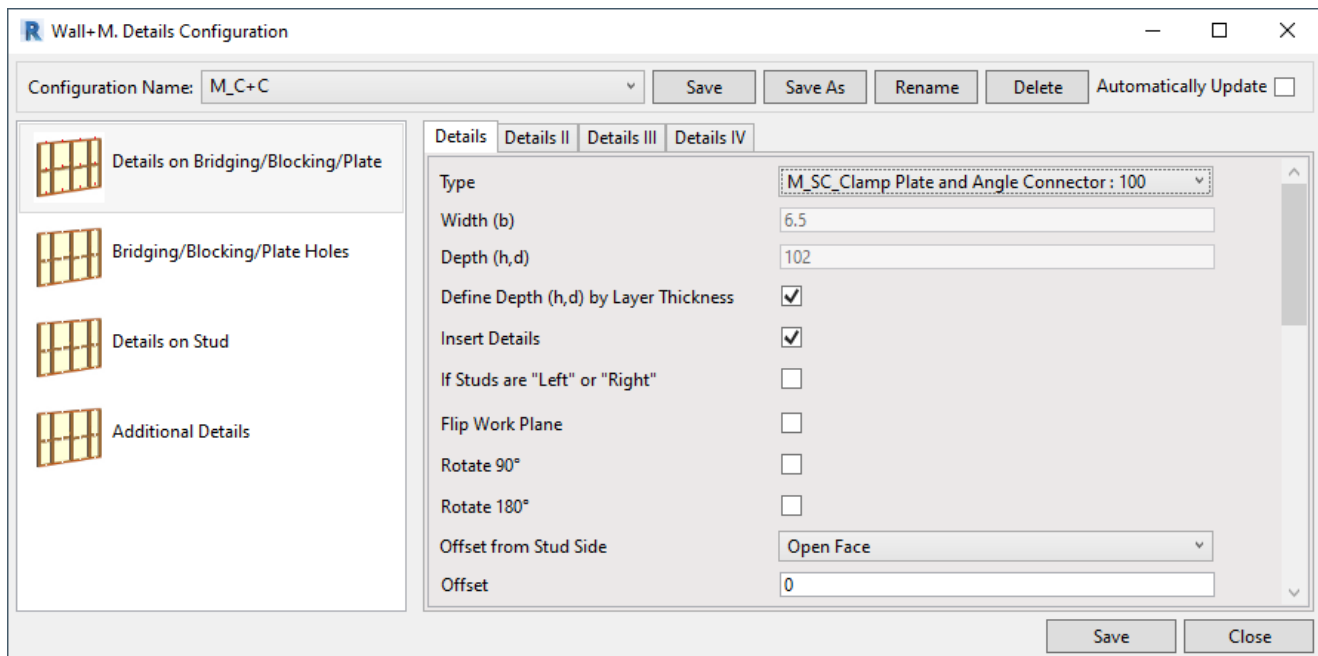 Wall+M. Details Configuration
Configuration Name: M_C+C Save Save As Rename Delete Automatically Update
Details on Bridging/Blocking/Plate
Bridging/Blocking/Plate Holes
Details on Stud
Additional Details
Details Details II Details III Details IV
Type M_SC_Clamp Plate and Angle Connector : 100
Width (b) 6.5
Depth (h,d) 102
Define Depth (h,d) by Layer Thickness
Insert Details
If Studs are "Left" or "Right"
Flip Work Plane
Rotate 90°
Rotate 180°
Offset from Stud Side Open Face
Offset 0
Save Close